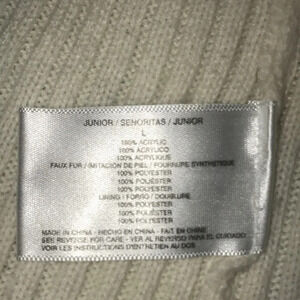 JUNIOR / SEÑORITAS / JUNIOR
L
100% ACRYLIC
100% ACRYLICO
100% ACRYLIQUE
FAUX FUR / IMITACIÓN DE PIEL / FOURRURE SYNTHETIQUE
100% POLYESTER
100% POLIÉSTER
100% POLYESTER
LINING / FORRO / DOUBLURE
100% POLYESTER
100% POLIÉSTER
100% POLYESTER
MADE IN CHINA - HECHO EN CHINA - FAIT EN CHINE
SEE REVERSE FOR CARE - VER AL REVERSO PARA EL CUIDADO
VOIR LES INSTRUCTIONS D'ENTRETIEN AU DOS